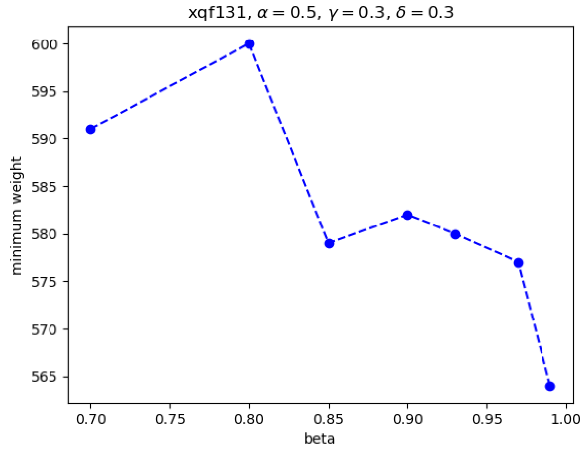 xqf131, α = 0.5, γ = 0.3, δ = 0.3
600
595
590
585
580
575
570
565
minimum weight
0.70 0.75 0.80 0.85 0.90 0.95 1.00
beta